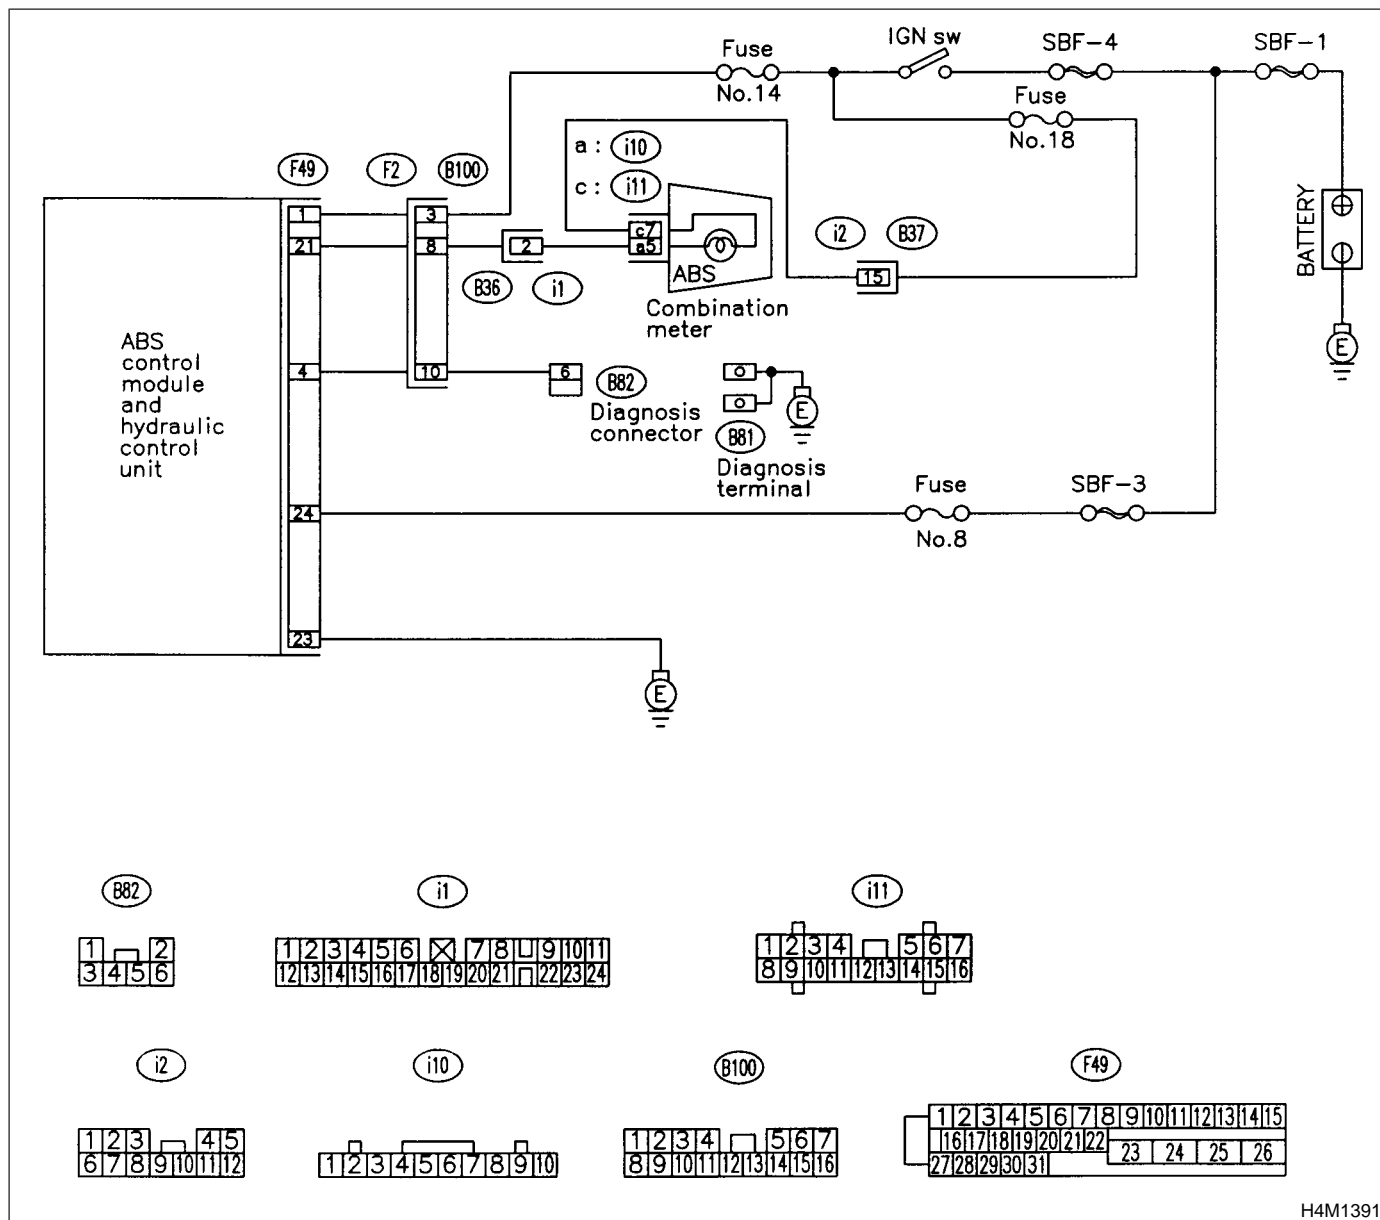 IGN sw
SBF-4
SBF-1
Fuse
No.14
Fuse
No.18
a : i10
c : i11
F49
F2
B100
1
3
21
8
2
c7
a5
ABS
B36
i1
Combination
meter
i2
B37
15
BATTERY
E
ABS
control
module
and
hydraulic
control
unit
4
10
6
B82
Diagnosis
connector
E
B81
Diagnosis
terminal
24
Fuse
No.8
SBF-3
23
E
B82
1 2
3 4 5 6
i1
1 2 3 4 5 6 7 8 9 10 11
12 13 14 15 16 17 18 19 20 21 22 23 24
i11
1 2 3 4 5 6 7
8 9 10 11 12 13 14 15 16
i2
1 2 3 4 5
6 7 8 9 10 11 12
i10
1 2 3 4 5 6 7 8 9 10
B100
1 2 3 4 5 6 7
8 9 10 11 12 13 14 15 16
F49
1 2 3 4 5 6 7 8 9 10 11 12 13 14 15
16 17 18 19 20 21 22 23 24 25 26
27 28 29 30 31
H4M1391